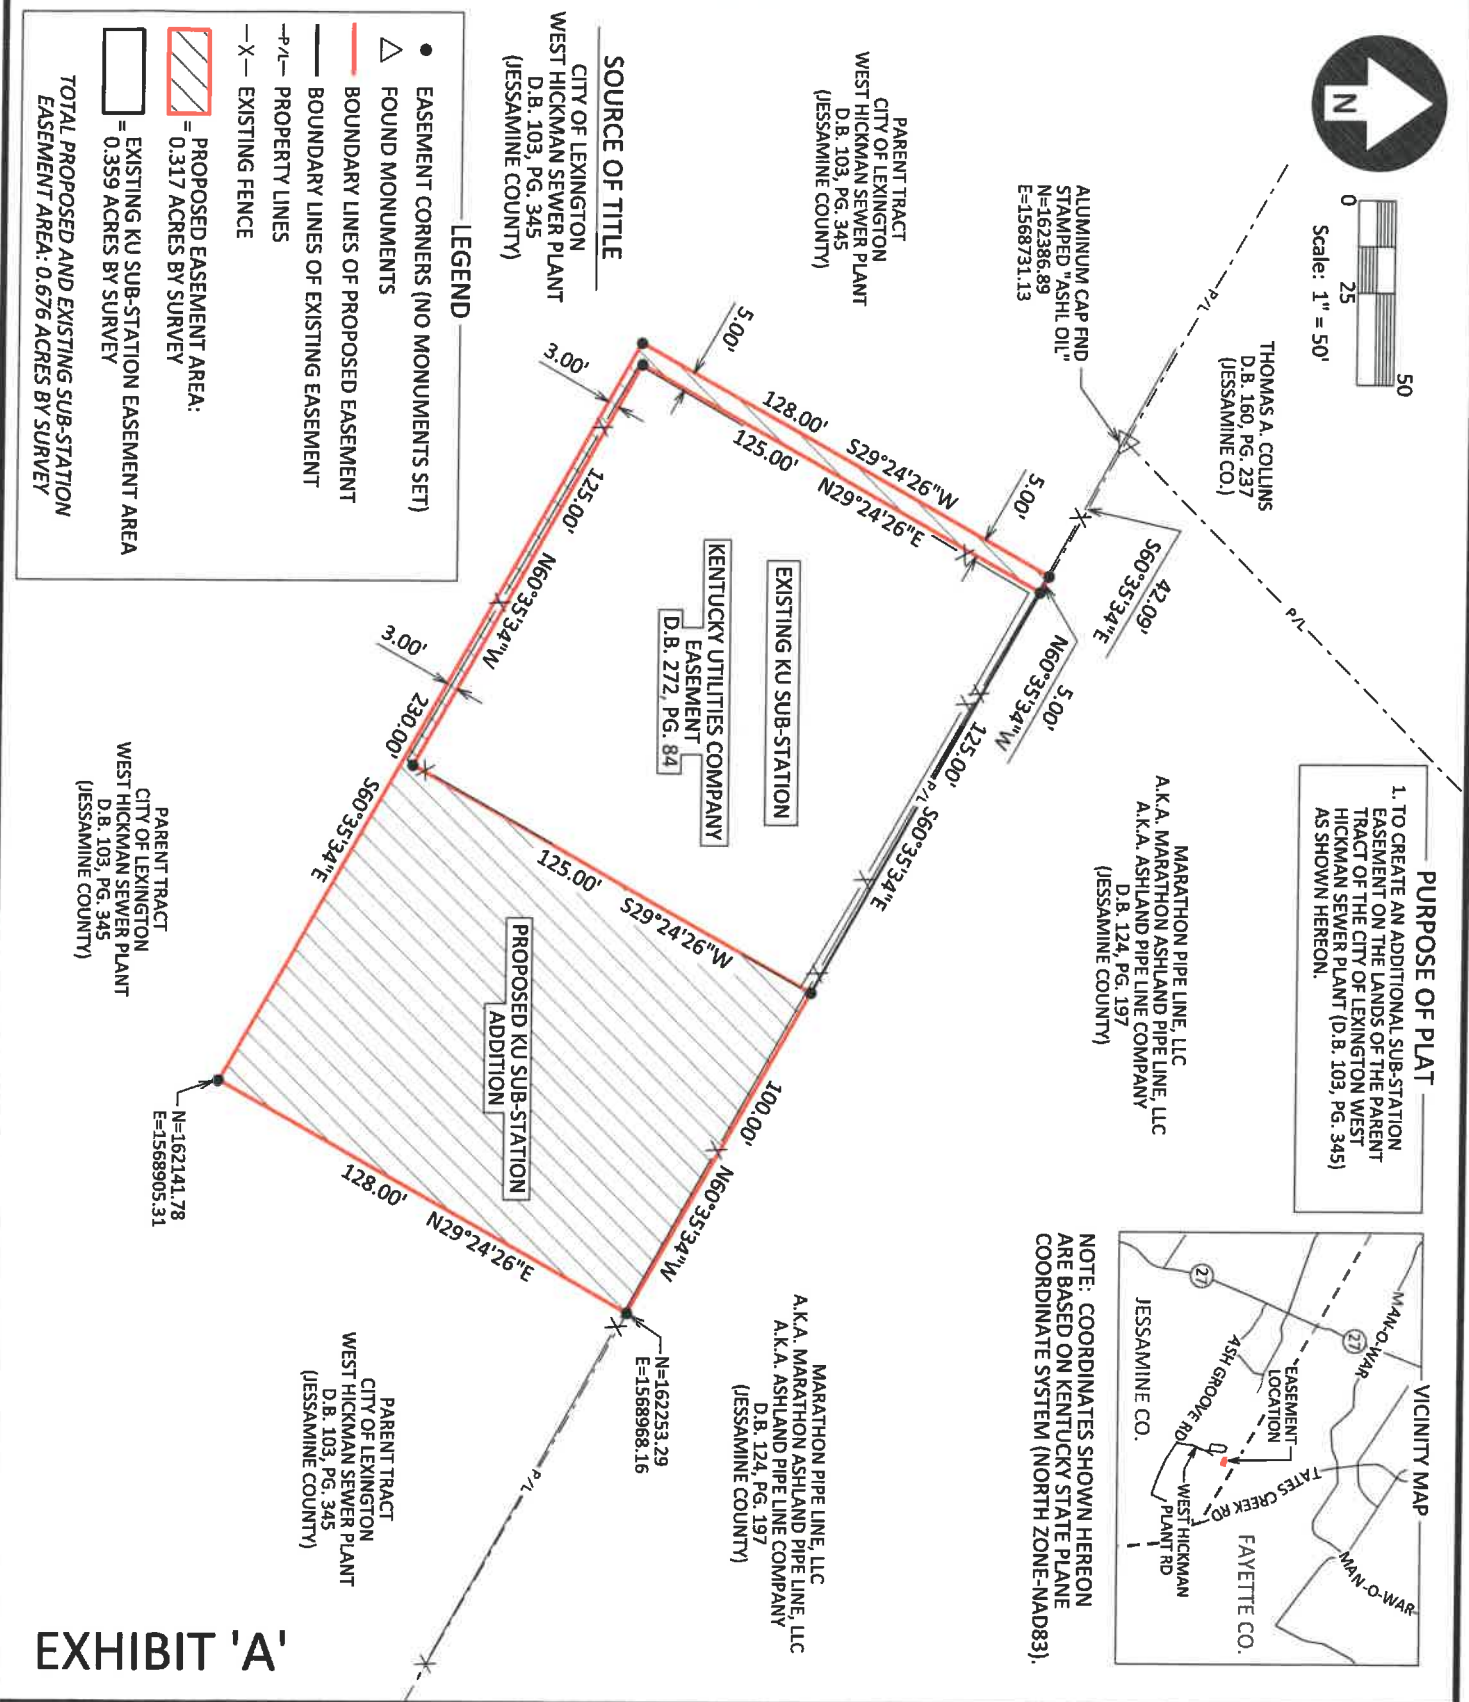 N
0
25
50
Scale: 1" = 50'
PURPOSE OF PLAT
1. TO CREATE AN ADDITIONAL SUB-STATION
EASEMENT ON THE LANDS OF THE PARENT
TRACT OF THE CITY OF LEXINGTON WEST
HICKMAN SEWER PLANT (D.B. 103, PG. 345)
AS SHOWN HEREON.
VICINITY MAP
MAN-O-WAR
27
27
EASEMENT
LOCATION
ASH GROOVE RD
TATES CREEK RD
MAN-O-WAR
JESSAMINE CO.
FAYETTE CO.
WEST HICKMAN
PLANT RD
NOTE: COORDINATES SHOWN HEREON
ARE BASED ON KENTUCKY STATE PLANE
COORDINATE SYSTEM (NORTH ZONE-NAD83).
P/L
THOMAS A. COLLINS
D.B. 160, PG. 237
(JESSAMINE CO.)
P/L
ALUMINUM CAP FND
STAMPED "ASHL OIL"
N=162386.89
E=1568731.13
42.09'
S60°35'34"E
5.00'
N60°35'34"W
MARATHON PIPE LINE, LLC
A.K.A. MARATHON ASHLAND PIPE LINE, LLC
A.K.A. ASHLAND PIPE LINE COMPANY
D.B. 124, PG. 197
(JESSAMINE COUNTY)
PARENT TRACT
CITY OF LEXINGTON
WEST HICKMAN SEWER PLANT
D.B. 103, PG. 345
(JESSAMINE COUNTY)
5.00'
128.00'
S29°24'26"W
125.00'
N29°24'26"E
5.00'
125.00'
P/L
S60°35'34"E
EXISTING KU SUB-STATION
KENTUCKY UTILITIES COMPANY
EASEMENT
D.B. 272, PG. 84
3.00'
125.00'
N60°35'34"W
3.00'
230.00'
S60°35'34"E
125.00'
S29°24'26"W
100.00'
N60°35'34"W
PROPOSED KU SUB-STATION
ADDITION
128.00'
N29°24'26"E
N=162253.29
E=1568968.16
N=162141.78
E=1568905.31
MARATHON PIPE LINE, LLC
A.K.A. MARATHON ASHLAND PIPE LINE, LLC
A.K.A. ASHLAND PIPE LINE COMPANY
D.B. 124, PG. 197
(JESSAMINE COUNTY)
P/L
PARENT TRACT
CITY OF LEXINGTON
WEST HICKMAN SEWER PLANT
D.B. 103, PG. 345
(JESSAMINE COUNTY)
PARENT TRACT
CITY OF LEXINGTON
WEST HICKMAN SEWER PLANT
D.B. 103, PG. 345
(JESSAMINE COUNTY)
SOURCE OF TITLE
CITY OF LEXINGTON
WEST HICKMAN SEWER PLANT
D.B. 103, PG. 345
(JESSAMINE COUNTY)
LEGEND
EASEMENT CORNERS (NO MONUMENTS SET)
FOUND MONUMENTS
BOUNDARY LINES OF PROPOSED EASEMENT
BOUNDARY LINES OF EXISTING EASEMENT
P/L PROPERTY LINES
X EXISTING FENCE
PROPOSED EASEMENT AREA:
= 0.317 ACRES BY SURVEY
EXISTING KU SUB-STATION EASEMENT AREA
= 0.359 ACRES BY SURVEY
TOTAL PROPOSED AND EXISTING SUB-STATION
EASEMENT AREA: 0.676 ACRES BY SURVEY
EXHIBIT 'A'